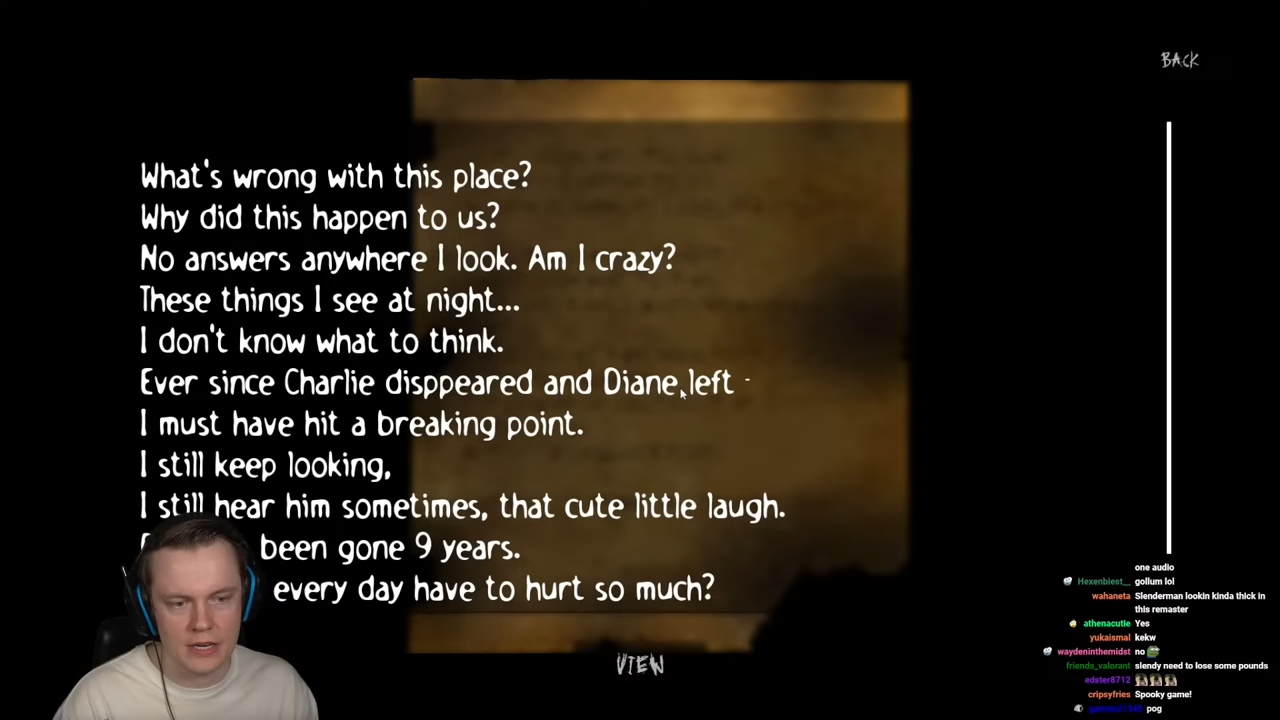 BACK
What's wrong with this place?
Why did this happen to us?
No answers anywhere I look. Am I crazy?
These things I see at night...
I don't know what to think.
Ever since Charlie disppeared and Diane left -
I must have hit a breaking point.
I still keep looking,
I still hear him sometimes, that cute little laugh.
been gone 9 years.
every day have to hurt so much?
VIEW
one audio
Hexenbiest__ gollum lol
wahaneta Slenderman lookin kinda thick in
this remaster
athenacutie Yes
yukaismal kekw
waydeninthemidst no
friends_valorant slendy need to lose some pounds
edster8712
cripsyfries Spooky game!
pog